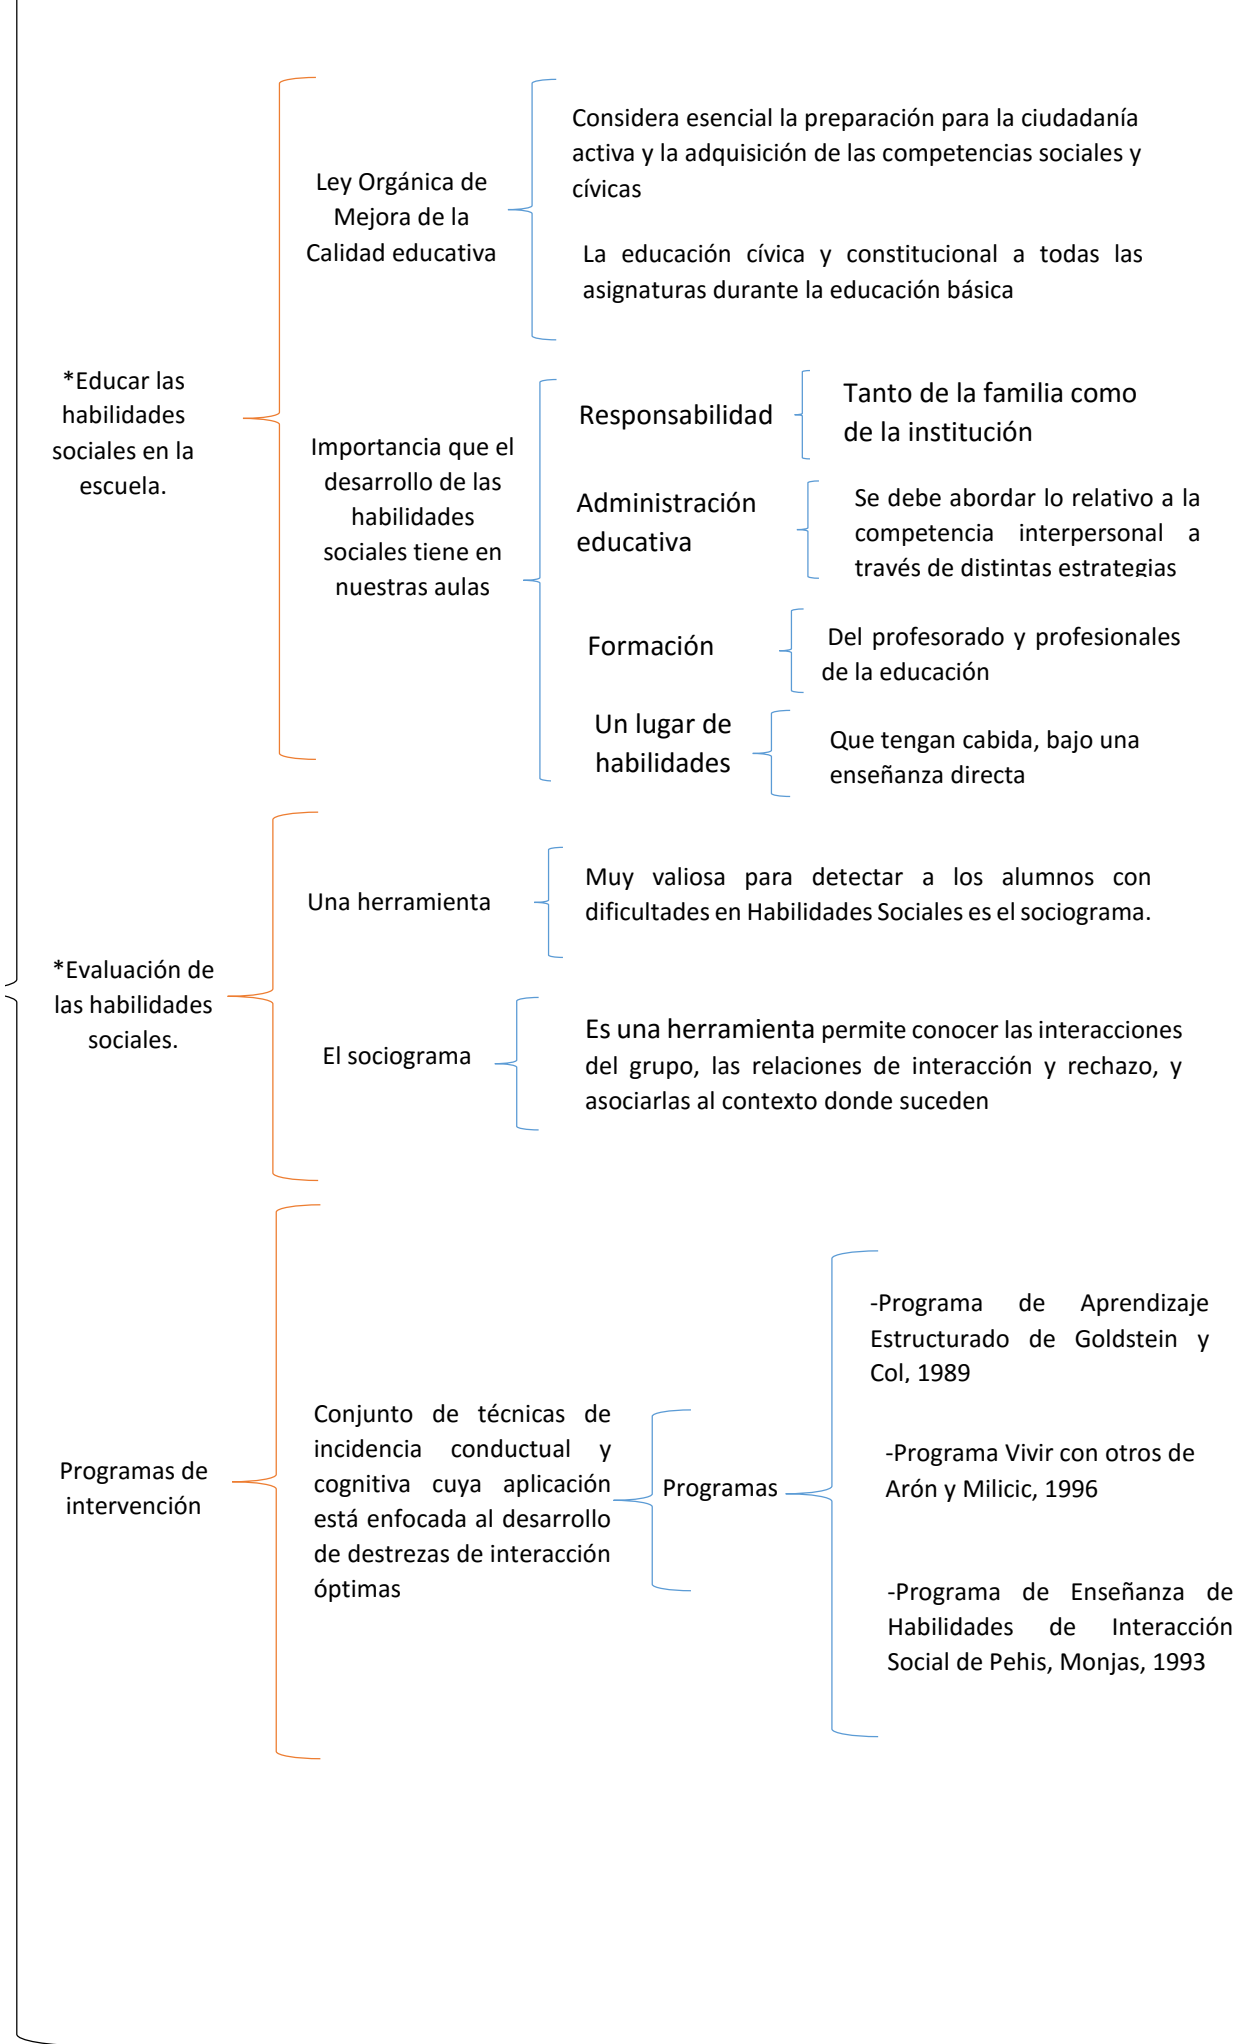 *Educar las
habilidades
sociales en la
escuela.
Ley Orgánica de
Mejora de la
Calidad educativa
Considera esencial la preparación para la ciudadanía
activa y la adquisición de las competencias sociales y
cívicas
La educación cívica y constitucional a todas las
asignaturas durante la educación básica
Importancia que el
desarrollo de las
habilidades
sociales tiene en
nuestras aulas
Responsabilidad
Tanto de la familia como
de la institución
Administración
educativa
Se debe abordar lo relativo a la
competencia interpersonal a
través de distintas estrategias
Formación
Del profesorado y profesionales
de la educación
Un lugar de
habilidades
Que tengan cabida, bajo una
enseñanza directa
*Evaluación de
las habilidades
sociales.
Una herramienta
Muy valiosa para detectar a los alumnos con
dificultades en Habilidades Sociales es el sociograma.
El sociograma
Es una herramienta permite conocer las interacciones
del grupo, las relaciones de interacción y rechazo, y
asociarlas al contexto donde suceden
Programas de
intervención
Conjunto de técnicas de
incidencia conductual y
cognitiva cuya aplicación
está enfocada al desarrollo
de destrezas de interacción
óptimas
Programas
-Programa de Aprendizaje
Estructurado de Goldstein y
Col, 1989
-Programa Vivir con otros de
Arón y Milicic, 1996
-Programa de Enseñanza de
Habilidades de Interacción
Social de Pehis, Monjas, 1993